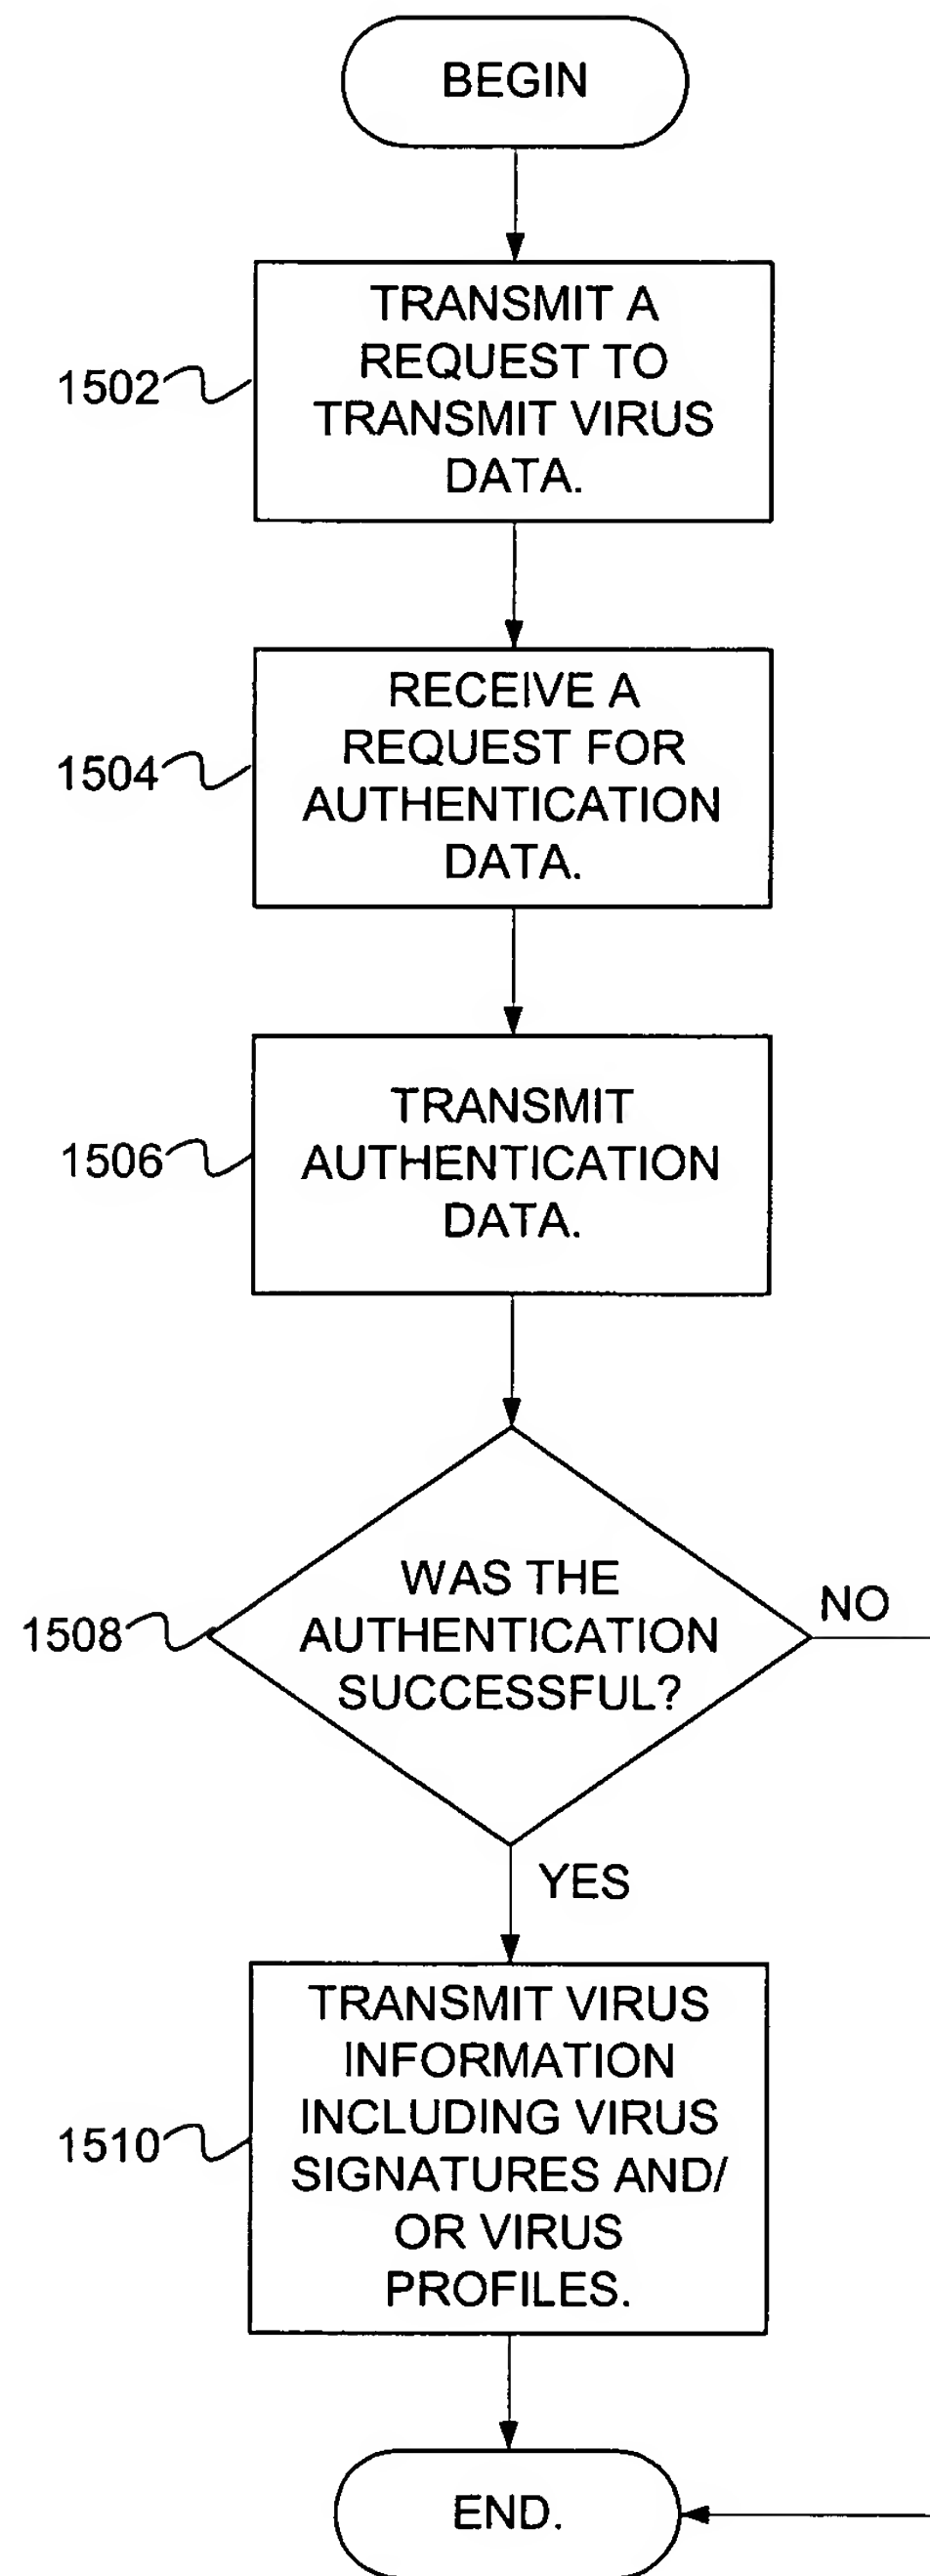 BEGIN
TRANSMIT A
REQUEST TO
TRANSMIT VIRUS
DATA.
1502
RECEIVE A
REQUEST FOR
AUTHENTICATION
DATA.
1504
TRANSMIT
AUTHENTICATION
DATA.
1506
WAS THE
AUTHENTICATION
SUCCESSFUL?
1508
NO
YES
TRANSMIT VIRUS
INFORMATION
INCLUDING VIRUS
SIGNATURES AND/
OR VIRUS
PROFILES.
1510
END.